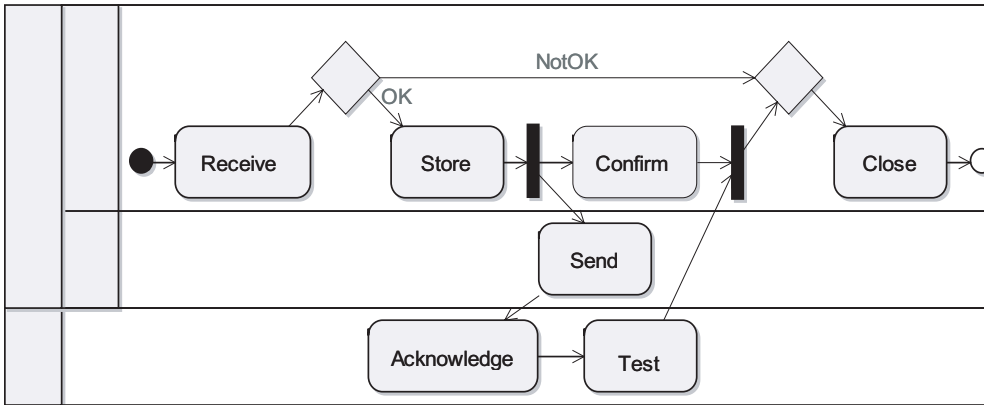 NotOK
OK
Receive
Store
Confirm
Close
Send
Acknowledge
Test